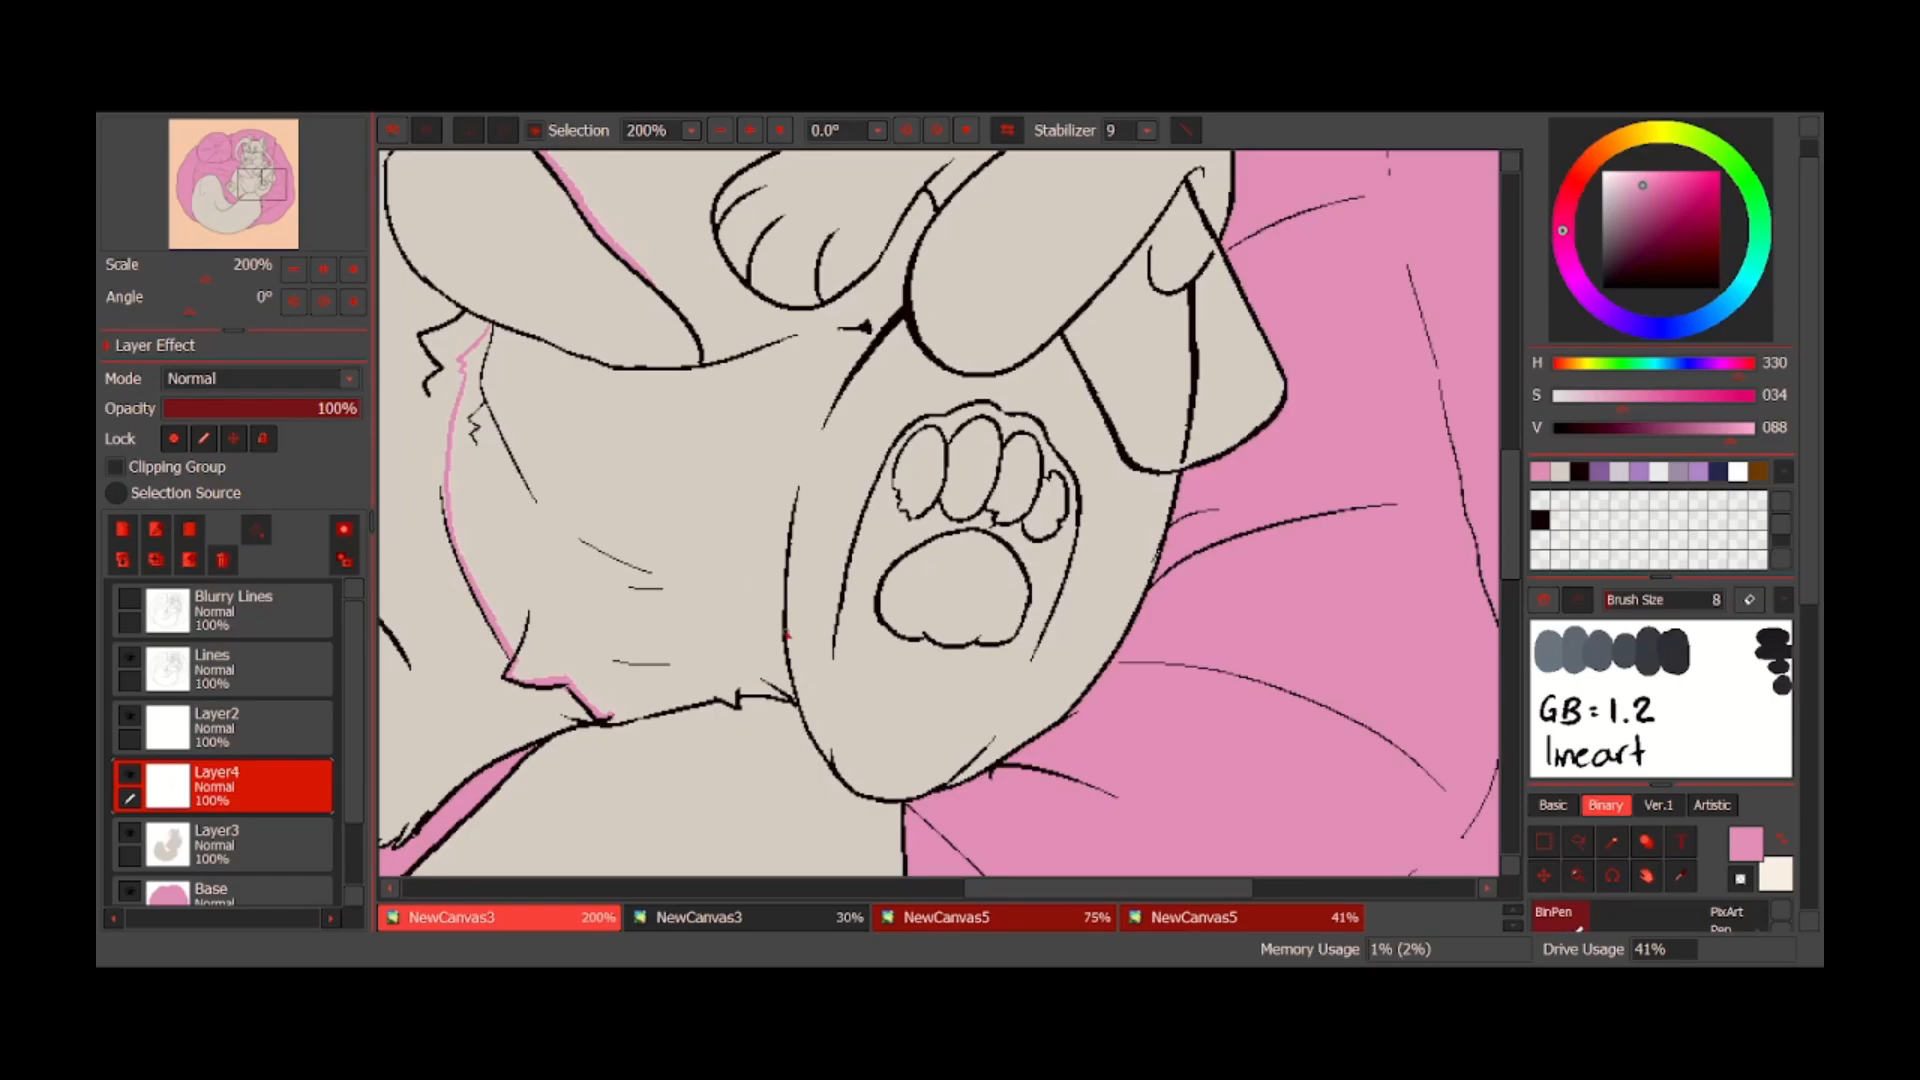 Selection 200% 0.0° Stabilizer 9
Scale 200%
Angle 0°
Layer Effect
Mode Normal
Opacity 100%
Lock
Clipping Group
Selection Source
Blurry Lines
Normal
100%
Lines
Normal
100%
Layer2
Normal
100%
Layer4
Normal
100%
Layer3
Normal
100%
Base
Normal
H 330
S 034
V 088
Brush Size 8
GB=1.2
lineart
Basic Binary Ver.1 Artistic
T
BinPen PixArt
Pen
NewCanvas3 200% NewCanvas3 30% NewCanvas5 75% NewCanvas5 41%
Memory Usage 1% (2%) Drive Usage 41%